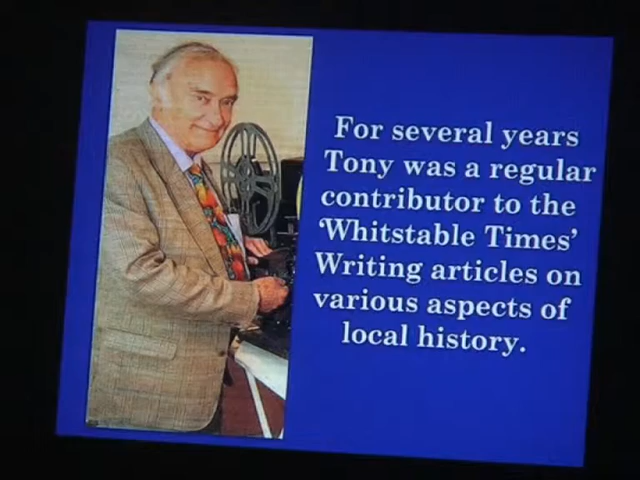 For several years
Tony was a regular
contributor to the
‘Whitstable Times’
Writing articles on
various aspects of
local history.